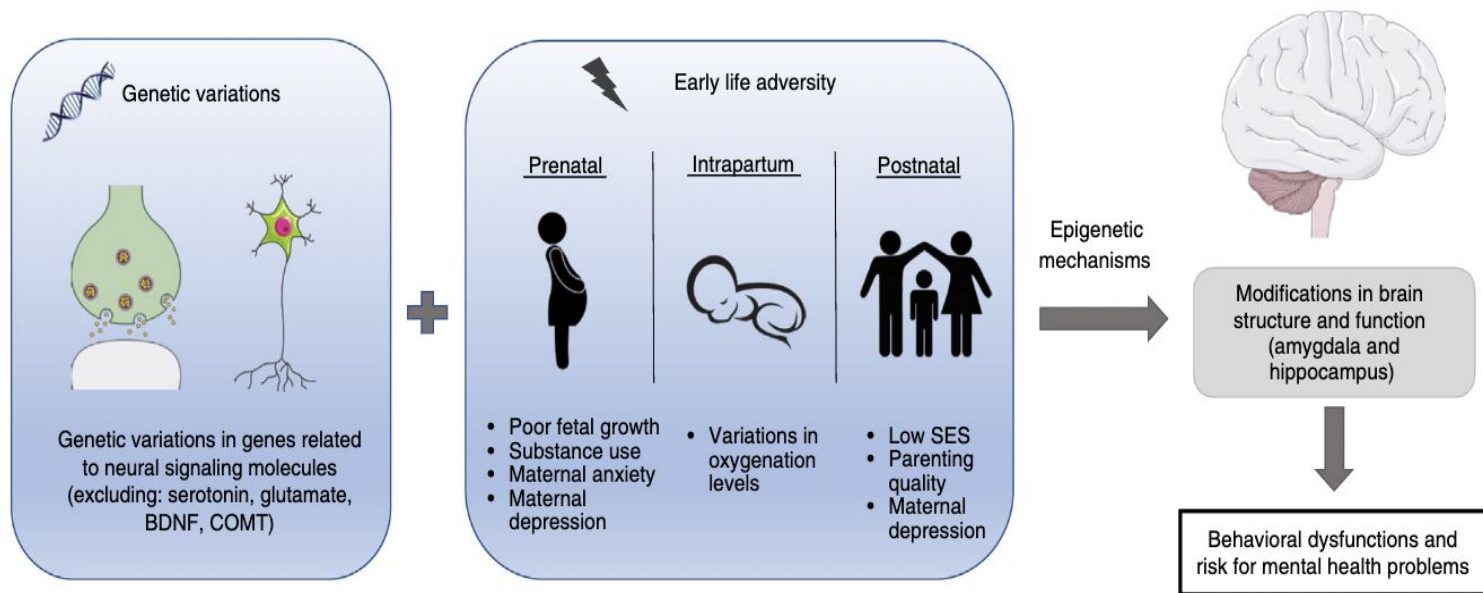 Genetic variations
Genetic variations in genes related
to neural signaling molecules
(excluding: serotonin, glutamate,
BDNF, COMT)
Early life adversity
Prenatal
• Poor fetal growth
• Substance use
• Maternal anxiety
• Maternal
depression
Intrapartum
• Variations in
oxygenation
levels
Postnatal
• Low SES
• Parenting
quality
• Maternal
depression
Epigenetic
mechanisms
Modifications in brain
structure and function
(amygdala and
hippocampus)
Behavioral dysfunctions and
risk for mental health problems